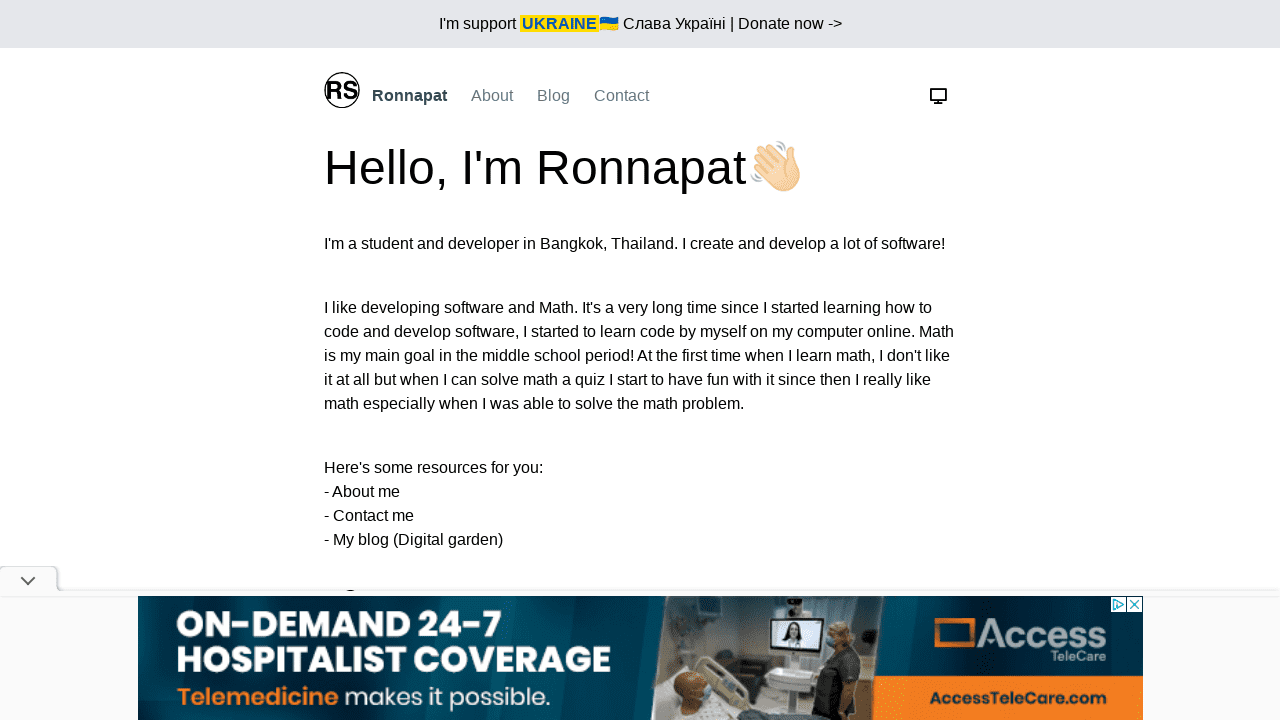 I'm support UKRAINE🇺🇦 Слава Україні | Donate now ->
RS
Ronnapat About Blog Contact
Hello, I'm Ronnapat👋🏻
I'm a student and developer in Bangkok, Thailand. I create and develop a lot of software!
I like developing software and Math. It's a very long time since I started learning how to
code and develop software, I started to learn code by myself on my computer online. Math
is my main goal in the middle school period! At the first time when I learn math, I don't like
it at all but when I can solve math a quiz I start to have fun with it since then I really like
math especially when I was able to solve the math problem.
Here's some resources for you:
- About me
- Contact me
- My blog (Digital garden)
ON-DEMAND 24-7
HOSPITALIST COVERAGE
Telemedicine makes it possible.
Access
TeleCare
AccessTeleCare.com